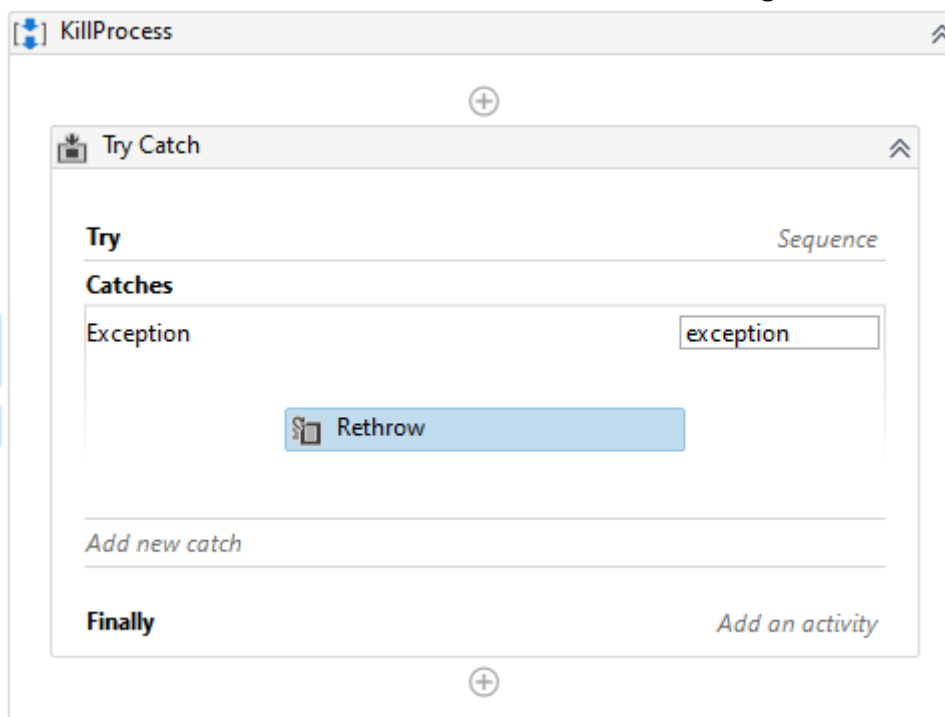 KillProcess
Try Catch
Try Sequence
Catches
Exception exception
Rethrow
Add new catch
Finally Add an activity